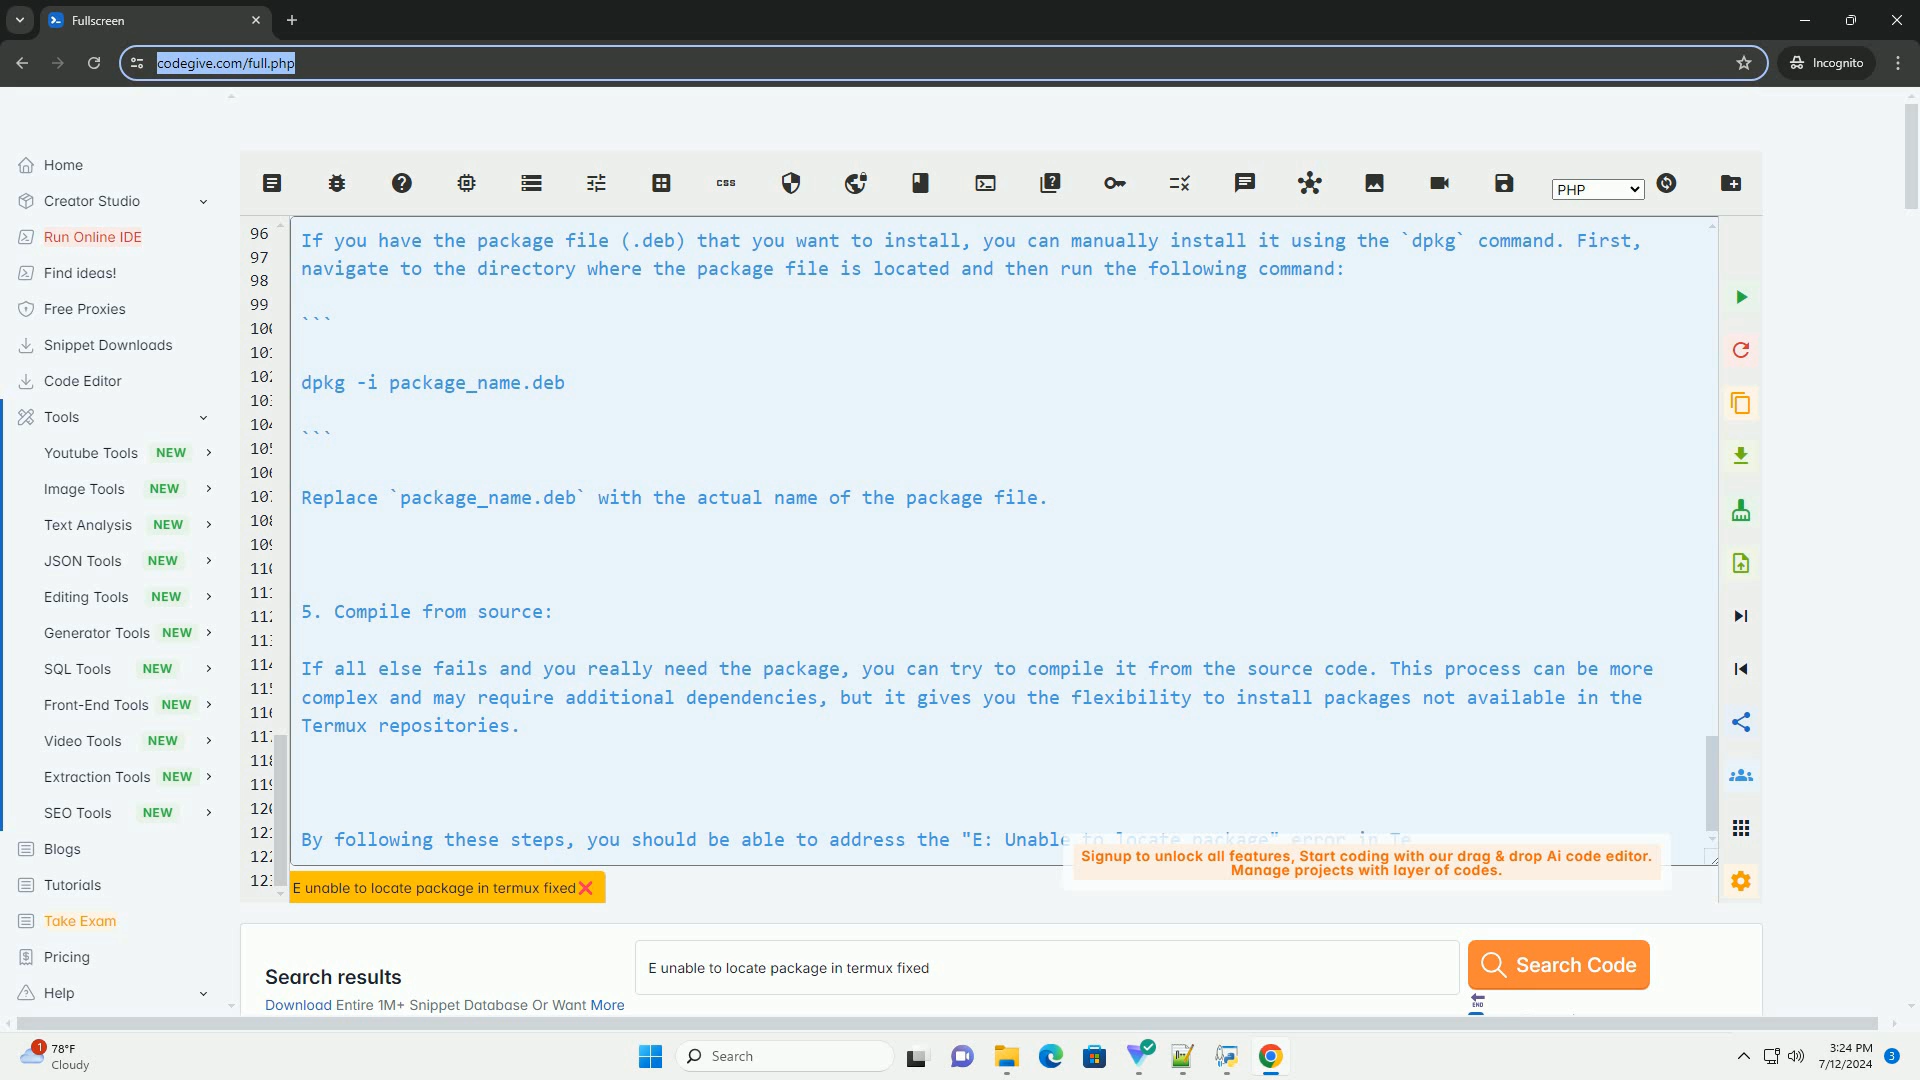 Fullscreen
codegive.com/full.php
Incognito
Home
Creator Studio
Run Online IDE
Find ideas!
Free Proxies
Snippet Downloads
Code Editor
Tools
Youtube Tools NEW
Image Tools NEW
Text Analysis NEW
JSON Tools NEW
Editing Tools NEW
Generator Tools NEW
SQL Tools NEW
Front-End Tools NEW
Video Tools NEW
Extraction Tools NEW
SEO Tools NEW
Blogs
Tutorials
Take Exam
Pricing
Help
css
PHP
96
97
98
99
If you have the package file (.deb) that you want to install, you can manually install it using the `dpkg` command. First,
navigate to the directory where the package file is located and then run the following command:
```
dpkg -i package_name.deb
```
Replace `package_name.deb` with the actual name of the package file.
5. Compile from source:
If all else fails and you really need the package, you can try to compile it from the source code. This process can be more
complex and may require additional dependencies, but it gives you the flexibility to install packages not available in the
Termux repositories.
By following these steps, you should be able to address the "E: Unable to locate package" error in Te
Signup to unlock all features, Start coding with our drag & drop Ai code editor.
Manage projects with layer of codes.
E unable to locate package in termux fixed
Search results
E unable to locate package in termux fixed
Search Code
Download Entire 1M+ Snippet Database Or Want More
END
1
78°F
Cloudy
Search
3:24 PM
7/12/2024
3